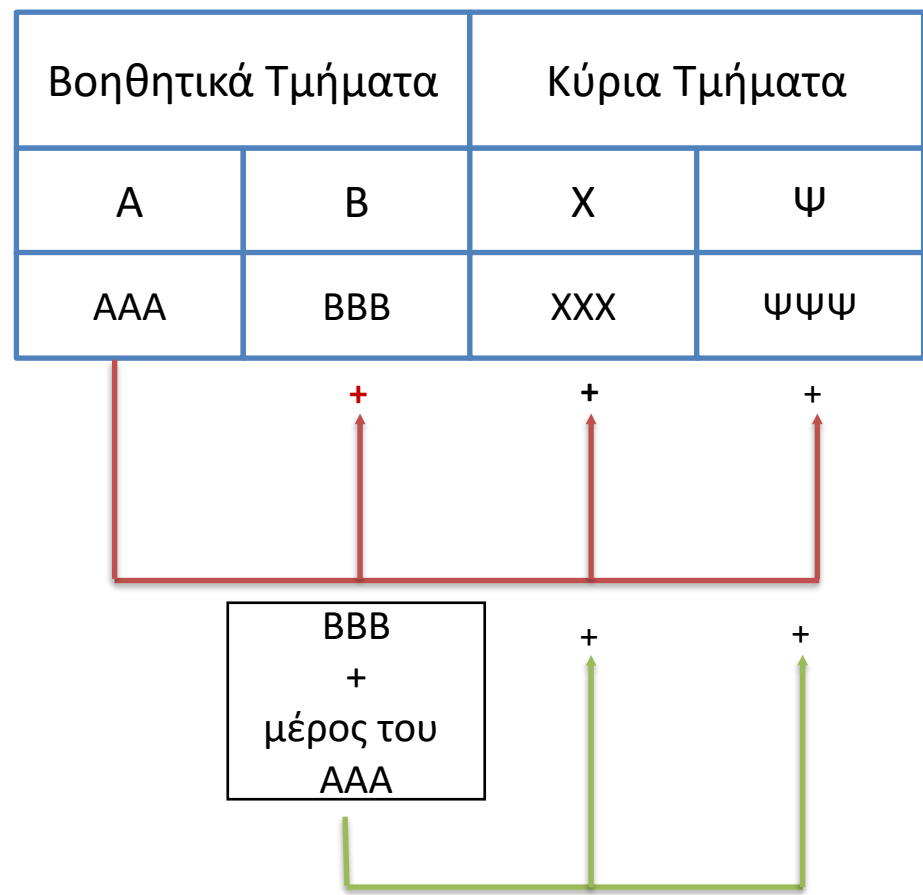 Βοηθητικά Τμήματα Κύρια Τμήματα
Α Β Χ Ψ
ΑΑΑ ΒΒΒ ΧΧΧ ΨΨΨ
+ + +
ΒΒΒ
+
μέρος του
ΑΑΑ
+ +